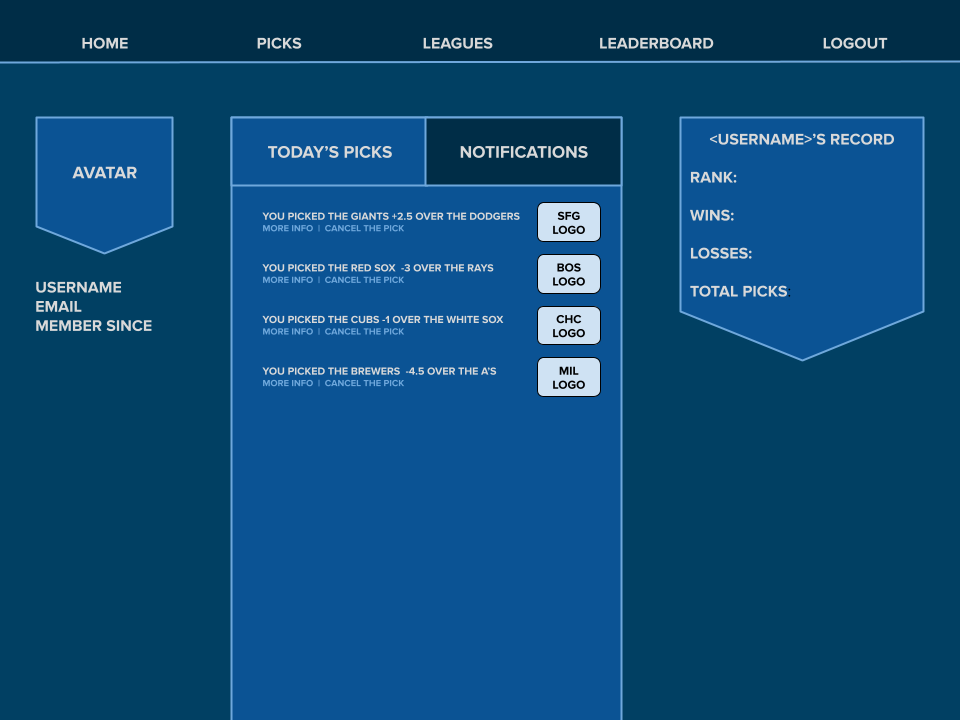 HOME PICKS LEAGUES LEADERBOARD LOGOUT
AVATAR
USERNAME
EMAIL
MEMBER SINCE
TODAY'S PICKS NOTIFICATIONS
YOU PICKED THE GIANTS +2.5 OVER THE DODGERS
MORE INFO | CANCEL THE PICK
SFG
LOGO
YOU PICKED THE RED SOX -3 OVER THE RAYS
MORE INFO | CANCEL THE PICK
BOS
LOGO
YOU PICKED THE CUBS -1 OVER THE WHITE SOX
MORE INFO | CANCEL THE PICK
CHC
LOGO
YOU PICKED THE BREWERS -4.5 OVER THE A'S
MORE INFO | CANCEL THE PICK
MIL
LOGO
<USERNAME>'S RECORD
RANK:
WINS:
LOSSES:
TOTAL PICKS: